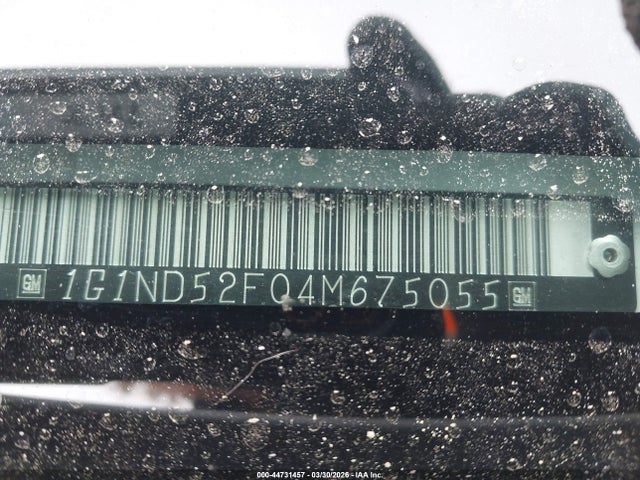 GM 1G1ND52F04M675055 GM
000-44731457 - 03/30/2026 - IAA Inc.